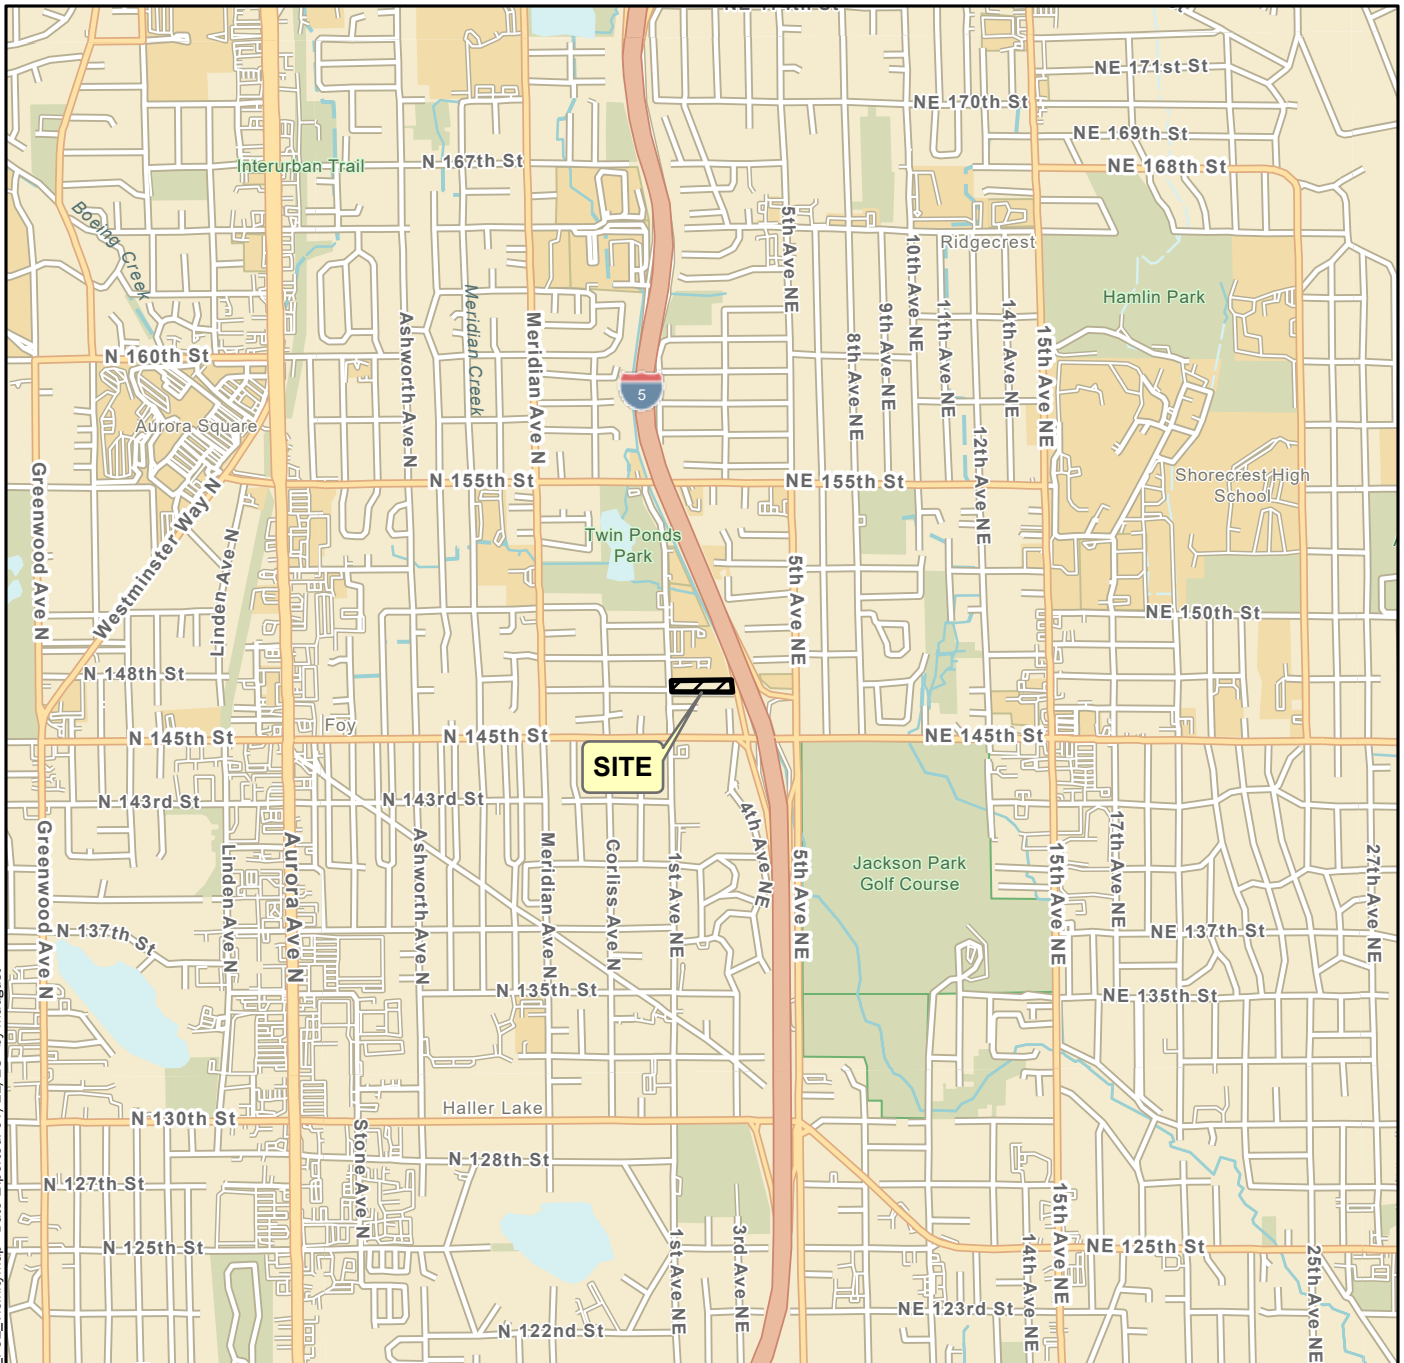 NE 171st St
NE 170th St
NE 169th St
NE 168th St
N 167th St
Interurban Trail
Boeing Creek
5th Ave NE
Ridgecrest
10th Ave NE
Hamlin Park
Meridian Creek
Ashworth Ave N
Meridian Ave N
9th Ave NE
11th Ave NE
14th Ave NE
8th Ave NE
15th Ave NE
N 160th St
5
Aurora Square
12th Ave NE
Greenwood Ave N
N 155th St
NE 155th St
Shorecrest High
School
Westminster Way N
Linden Ave N
Twin Ponds
Park
5th Ave NE
NE 150th St
N 148th St
Foy
N 145th St
N 145th St
NE 145th St
SITE
N 143rd St
N 143rd St
4th Ave NE
Greenwood Ave N
Linden Ave N
Aurora Ave N
Ashworth Ave N
Meridian Ave N
Corliss Ave N
1st Ave NE
5th Ave NE
Jackson Park
Golf Course
15th Ave NE
17th Ave NE
27th Ave NE
N 137th St
NE 137th St
N 135th St
NE 135th St
Haller Lake
N 130th St
Stone Ave N
N 128th St
N 127th St
N 125th St
1st Ave NE
3rd Ave NE
14th Ave NE
15th Ave NE
NE 125th St
25th Ave NE
NE 123rd St
N 122nd St